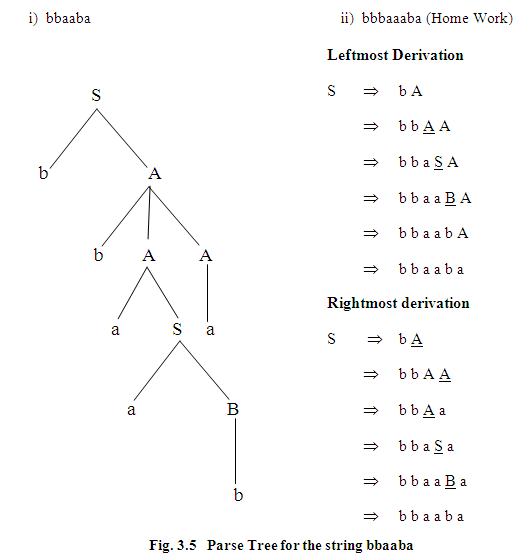 i) bbaaba
ii) bbbaaaba (Home Work)
Leftmost Derivation
S ⇒ b A
⇒ b b A A
⇒ b b a S A
⇒ b b a a B A
⇒ b b a a b A
⇒ b b a a b a
Rightmost derivation
S ⇒ b A
⇒ b b A A
⇒ b b A a
⇒ b b a S a
⇒ b b a a B a
⇒ b b a a b a
S
b A
b A A
a S a
a B
b
Fig. 3.5 Parse Tree for the string bbaaba